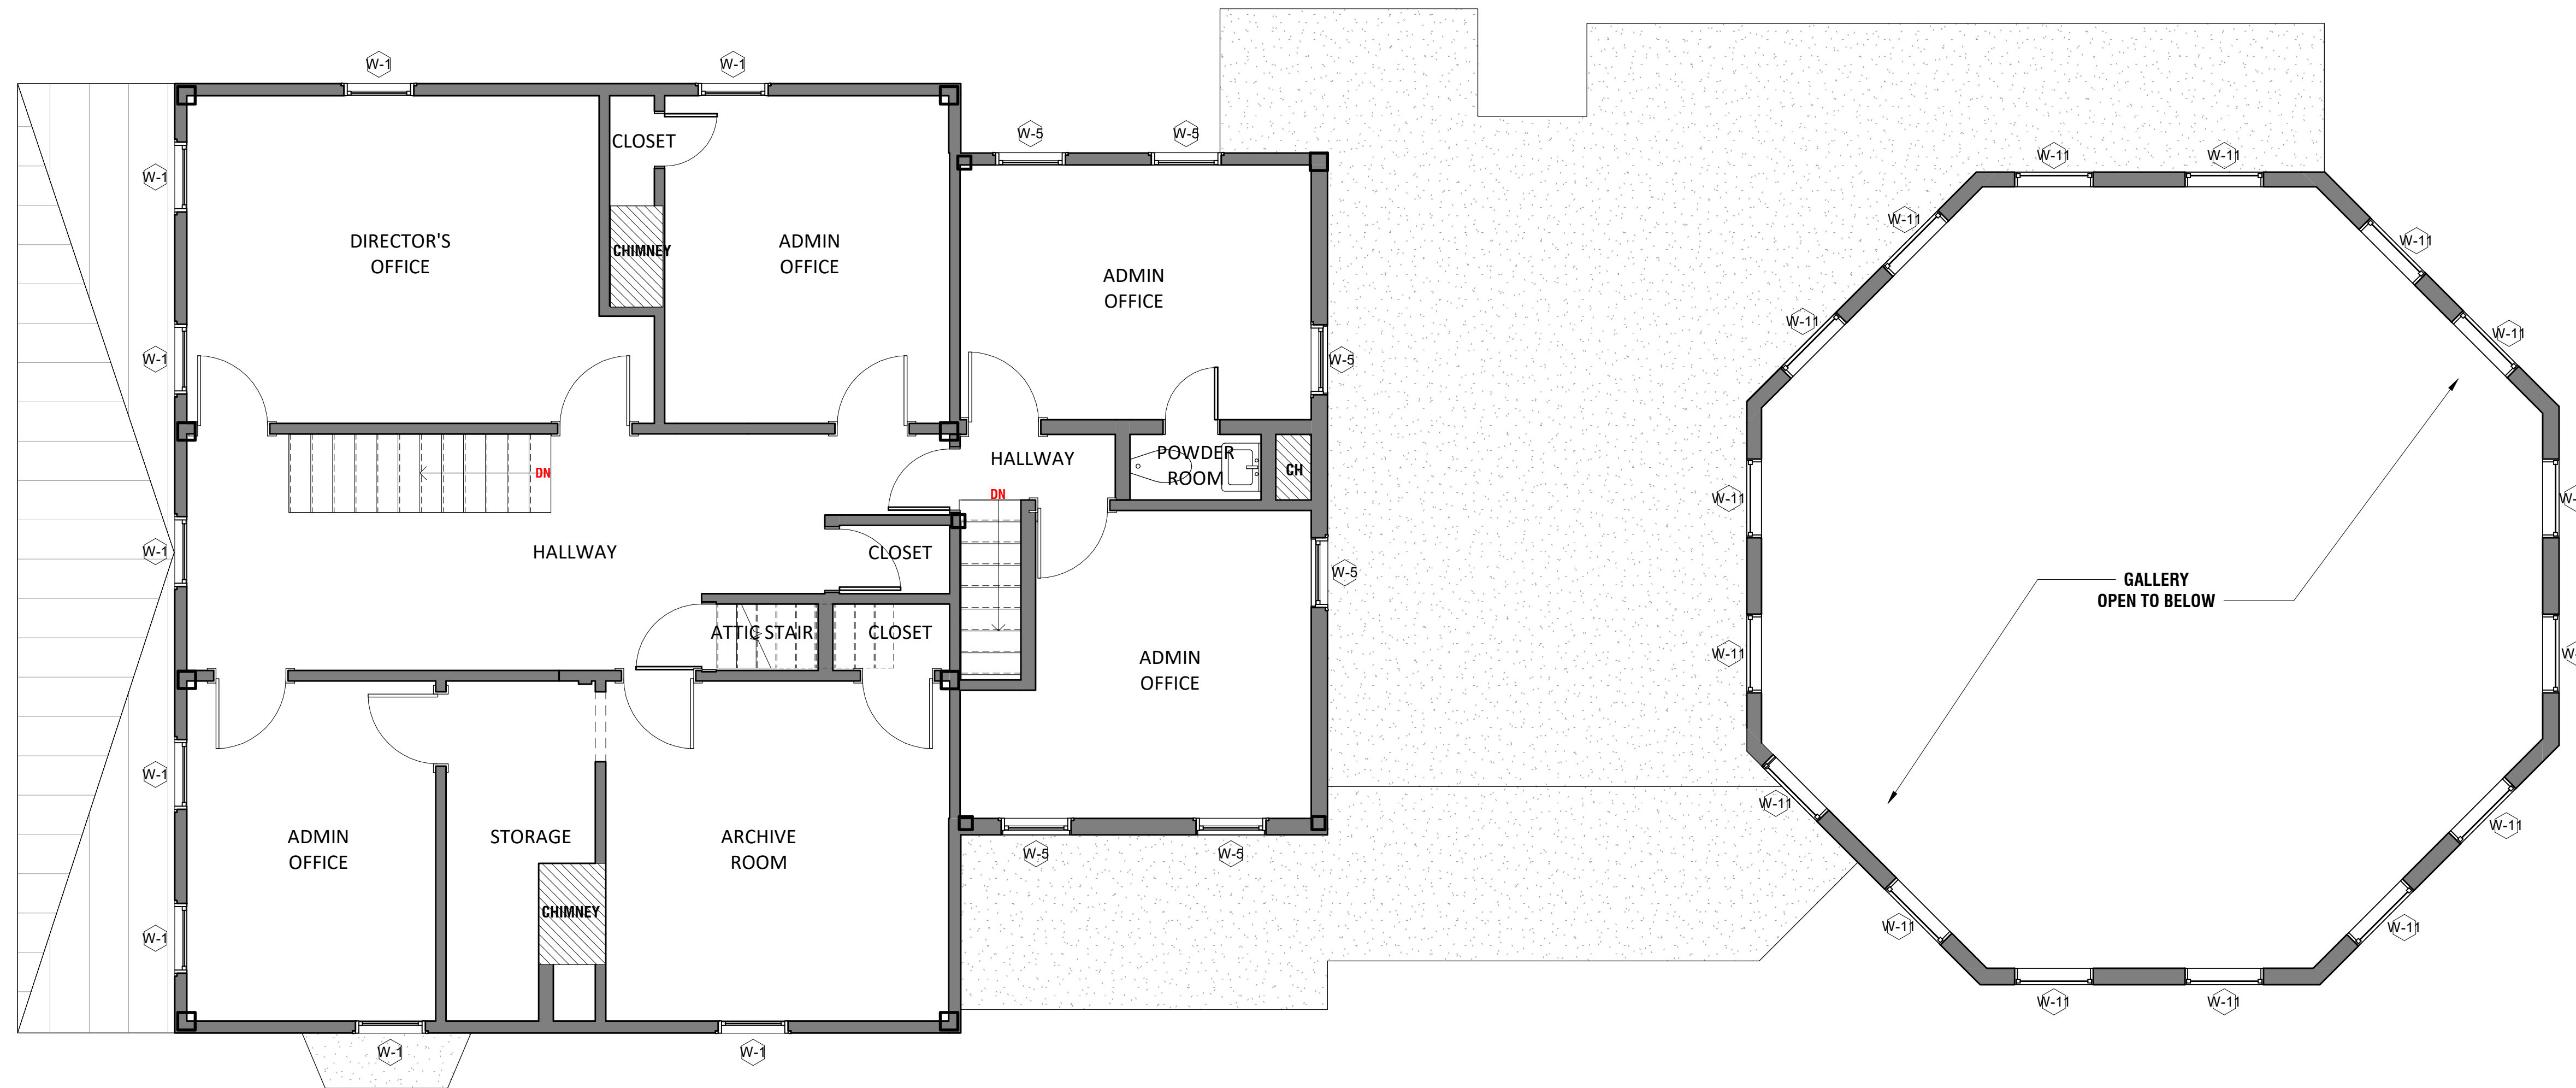 W-1
W-1
W-5
W-5
W-11
W-11
CLOSET
W-1
W-11
W-11
DIRECTOR'S
OFFICE
CHIMNEY
ADMIN
OFFICE
ADMIN
OFFICE
W-11
W-11
W-1
W-5
HALLWAY
POWDER
ROOM
CH
DN
DN
W-11
W-
HALLWAY
CLOSET
W-1
W-5
GALLERY
OPEN TO BELOW
ATTIC STAIR
CLOSET
W-11
W-
ADMIN
OFFICE
W-1
W-11
W-11
ADMIN
OFFICE
STORAGE
ARCHIVE
ROOM
W-5
W-5
CHIMNEY
W-1
W-11
W-11
W-11
W-11
W-1
W-1